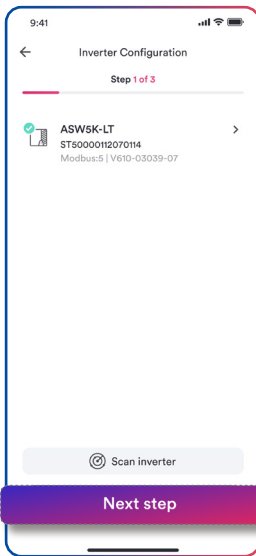 9:41
Inverter Configuration
Step 1 of 3
ASW5K-LT
ST50000112070114
Modbus:5 | V610-03039-07
Scan inverter
Next step